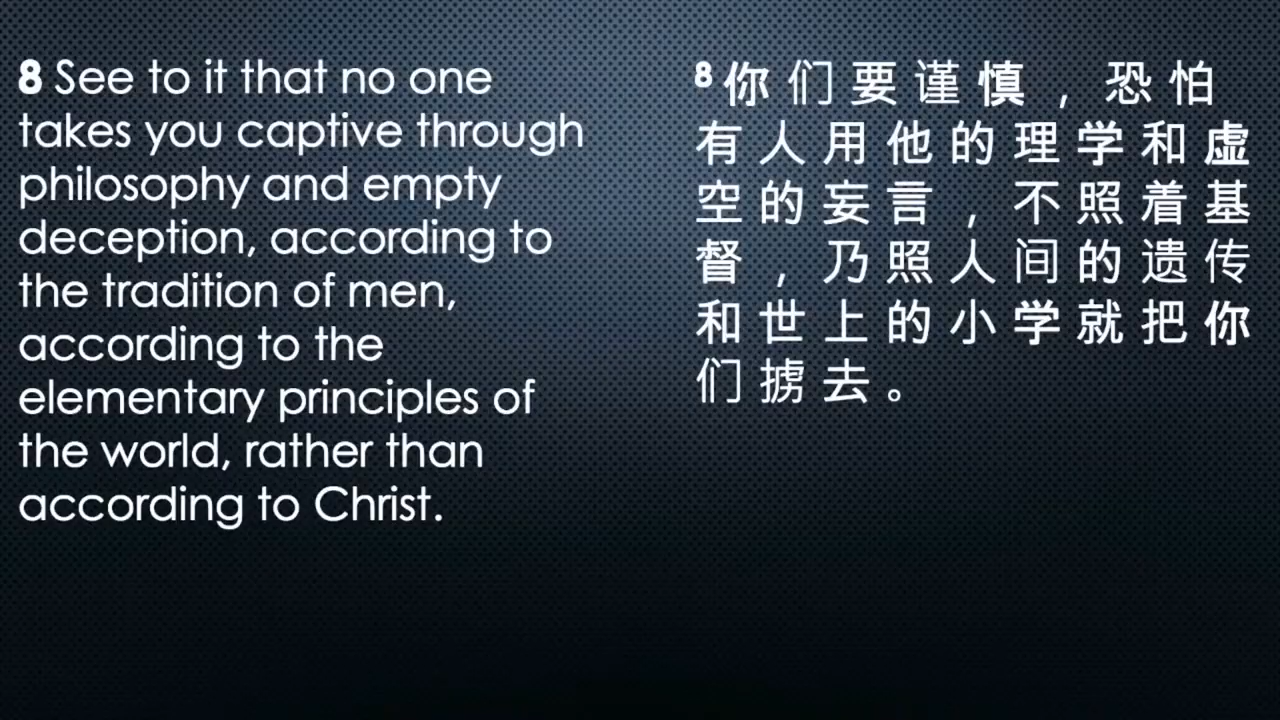 8 See to it that no one
takes you captive through
philosophy and empty
deception, according to
the tradition of men,
according to the
elementary principles of
the world, rather than
according to Christ.
8 你们要谨慎，恐怕
有人用他的理学和虚
空的妄言，不照着基
督，乃照人间的遗传
和世上的小学就把你
们掳去。